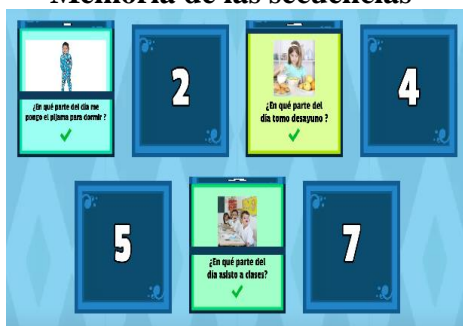 Memoria de las secuencias
¿En qué parte del día me
pongo el pijama para dormir ?
2
¿En qué parte del
día tomo desayuno ?
4
5
¿En qué parte del
día asisto a clases?
7